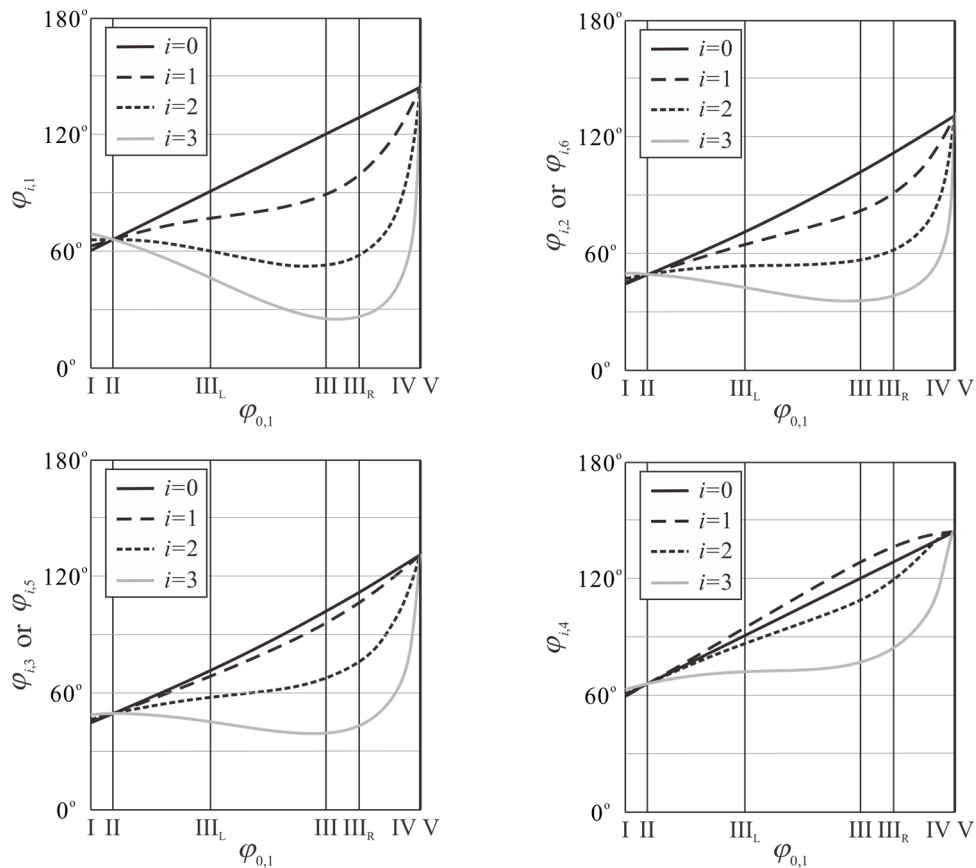 180°
i=0
i=1
i=2
i=3
120°
60°
0°
φi,1
I II IIIL III IIIR IV V
φ0,1
180°
i=0
i=1
i=2
i=3
120°
60°
0°
φi,2 or φi,6
I II IIIL III IIIR IV V
φ0,1
180°
i=0
i=1
i=2
i=3
120°
60°
0°
φi,3 or φi,5
I II IIIL III IIIR IV V
φ0,1
180°
i=0
i=1
i=2
i=3
120°
60°
0°
φi,4
I II IIIL III IIIR IV V
φ0,1